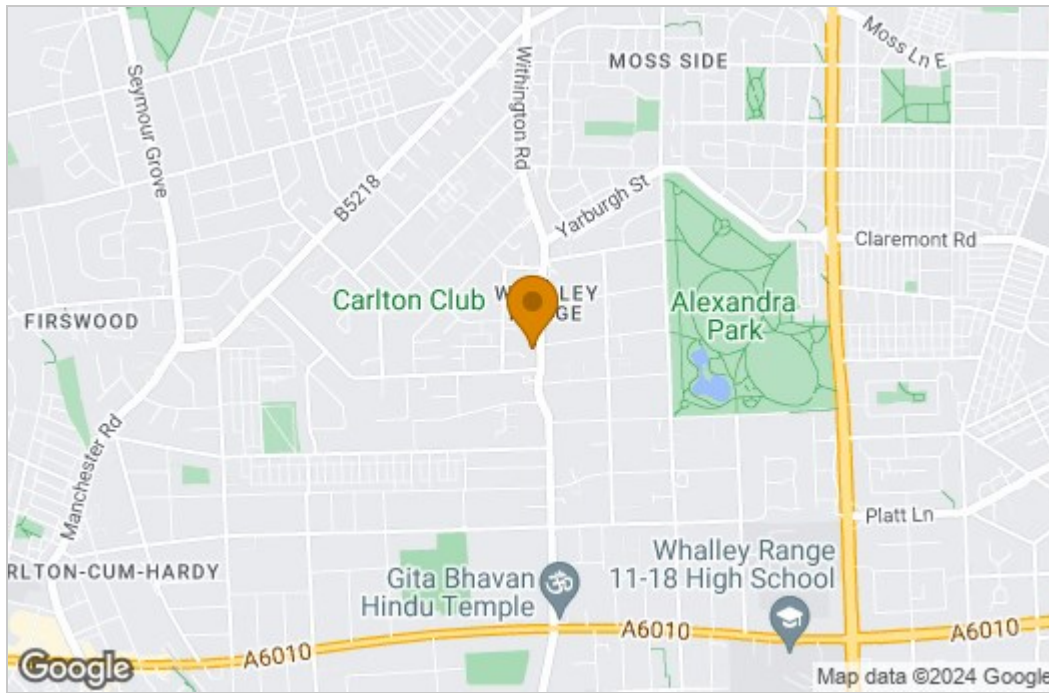 Moss Ln E
MOSS SIDE
Withington Rd
Seymour Grove
B5218
Yarburgh St
Claremont Rd
Carlton Club
Alexandra
Park
FIRSWOOD
Manchester Rd
Platt Ln
Whalley Range
11-18 High School
RLTON-CUM-HARDY
Gita Bhavan
Hindu Temple
A6010
A6010
A6010
Google
Map data ©2024 Google